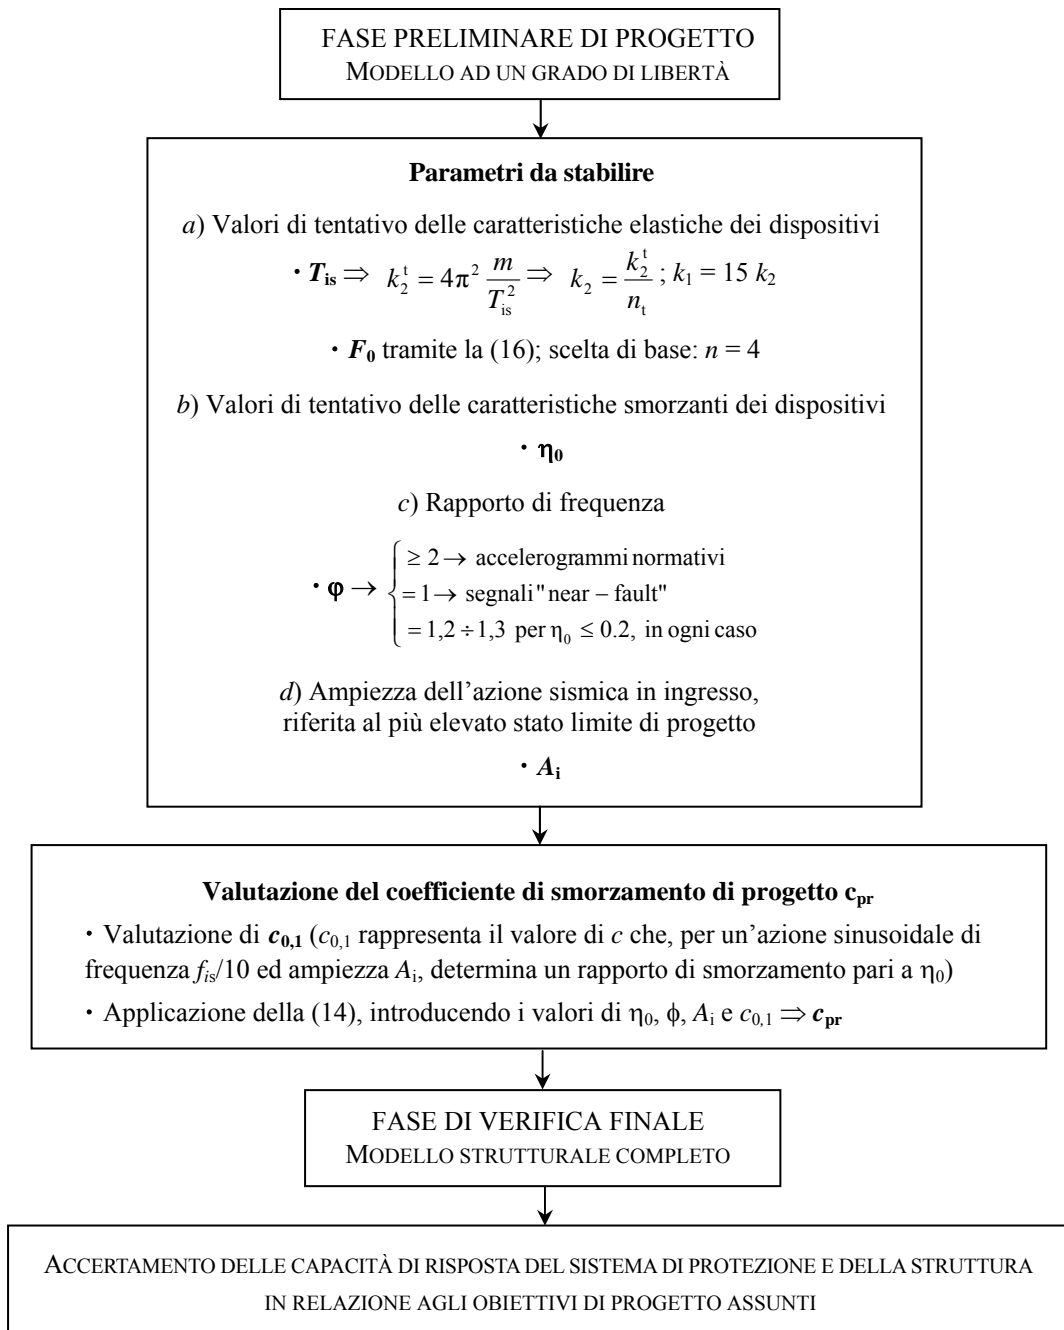 FASE PRELIMINARE DI PROGETTO
MODELLO AD UN GRADO DI LIBERTÀ
Parametri da stabilire
a) Valori di tentativo delle caratteristiche elastiche dei dispositivi
· T_is ⇒ k_2^t = 4π² m / T_is² ⇒ k_2 = k_2^t / n_t ; k_1 = 15 k_2
· F_0 tramite la (16); scelta di base: n = 4
b) Valori di tentativo delle caratteristiche smorzanti dei dispositivi
· η_0
c) Rapporto di frequenza
· φ → { ≥ 2 → accelerogrammi normativi
= 1 → segnali "near – fault"
= 1,2 ÷ 1,3 per η_0 ≤ 0.2, in ogni caso
d) Ampiezza dell’azione sismica in ingresso,
riferita al più elevato stato limite di progetto
· A_i
Valutazione del coefficiente di smorzamento di progetto c_pr
· Valutazione di c_0,1 (c_0,1 rappresenta il valore di c che, per un’azione sinusoidale di
frequenza f_is/10 ed ampiezza A_i, determina un rapporto di smorzamento pari a η_0)
· Applicazione della (14), introducendo i valori di η_0, ϕ, A_i e c_0,1 ⇒ c_pr
FASE DI VERIFICA FINALE
MODELLO STRUTTURALE COMPLETO
ACCERTAMENTO DELLE CAPACITÀ DI RISPOSTA DEL SISTEMA DI PROTEZIONE E DELLA STRUTTURA
IN RELAZIONE AGLI OBIETTIVI DI PROGETTO ASSUNTI